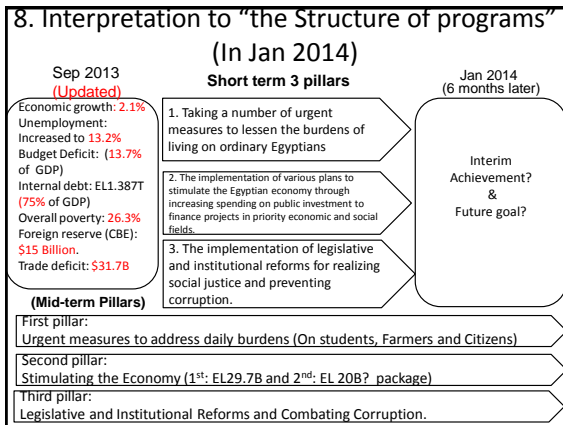 8. Interpretation to “the Structure of programs”
(In Jan 2014)
Sep 2013
(Updated)
Economic growth: 2.1%
Unemployment:
Increased to 13.2%
Budget Deficit: (13.7%
of GDP)
Internal debt: EL1.387T
(75% of GDP)
Overall poverty: 26.3%
Foreign reserve (CBE):
$15 Billion.
Trade deficit: $31.7B
Short term 3 pillars
1. Taking a number of urgent
measures to lessen the burdens of
living on ordinary Egyptians
2. The implementation of various plans to
stimulate the Egyptian economy through
increasing spending on public investment to
finance projects in priority economic and social
fields.
3. The implementation of legislative
and institutional reforms for realizing
social justice and preventing
corruption.
Jan 2014
(6 months later)
Interim
Achievement?
&
Future goal?
(Mid-term Pillars)
First pillar:
Urgent measures to address daily burdens (On students, Farmers and Citizens)
Second pillar:
Stimulating the Economy (1st: EL29.7B and 2nd: EL 20B? package)
Third pillar:
Legislative and Institutional Reforms and Combating Corruption.